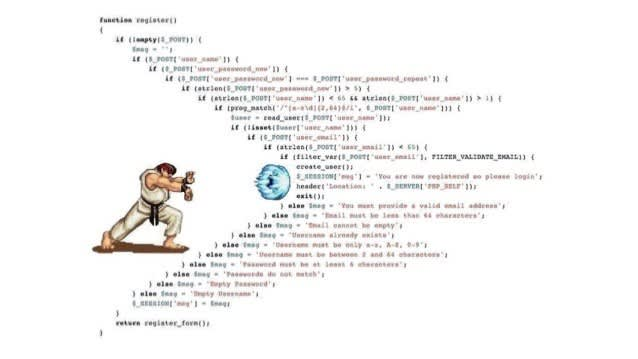 function register()
{
if (!empty($_POST)) {
$msg = '';
if ($_POST['user_name']) {
if ($_POST['user_password_new']) {
if ($_POST['user_password_new'] === $_POST['user_password_repeat']) {
if (strlen($_POST['user_password_new']) > 5) {
if (strlen($_POST['user_name']) < 65 && strlen($_POST['user_name']) > 1) {
if (preg_match('/^[a-z\d]{2,64}$/i', $_POST['user_name'])) {
$user = read_user($_POST['user_name']);
if (!isset($user['user_name'])) {
if ($_POST['user_email']) {
if (strlen($_POST['user_email']) < 65) {
if (filter_var($_POST['user_email'], FILTER_VALIDATE_EMAIL)) {
create_user();
$_SESSION['msg'] = 'You are now registered so please login';
header('Location: ' . $_SERVER['PHP_SELF']);
exit();
} else $msg = 'You must provide a valid email address';
} else $msg = 'Email must be less than 64 characters';
} else $msg = 'Email cannot be empty';
} else $msg = 'Username already exists';
} else $msg = 'Username must be only a-z, A-Z, 0-9';
} else $msg = 'Username must be between 2 and 64 characters';
} else $msg = 'Password must be at least 6 characters';
} else $msg = 'Passwords do not match';
} else $msg = 'Empty Password';
} else $msg = 'Empty Username';
$_SESSION['msg'] = $msg;
}
return register_form();
}